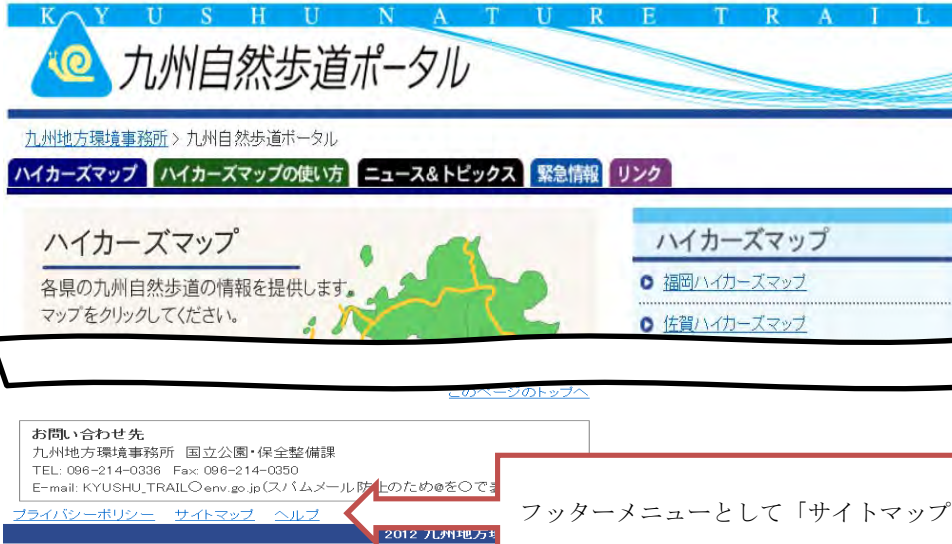 KYUSHU NATURE TRAIL
九州自然歩道ポータル
九州地方環境事務所 > 九州自然歩道ポータル
ハイカーズマップ ハイカーズマップの使い方 ニュース&トピックス 緊急情報 リンク
ハイカーズマップ
各県の九州自然歩道の情報を提供します。
マップをクリックしてください。
ハイカーズマップ
福岡ハイカーズマップ
佐賀ハイカーズマップ
このページのトップへ
お問い合わせ先
九州地方環境事務所 国立公園・保全整備課
TEL: 096-214-0336 Fax: 096-214-0350
E-mail: KYUSHU_TRAIL〇env.go.jp(スパムメール防止のため@を〇で
プライバシーポリシー サイトマップ ヘルプ
フッターメニューとして「サイトマップ
2012 九州地方